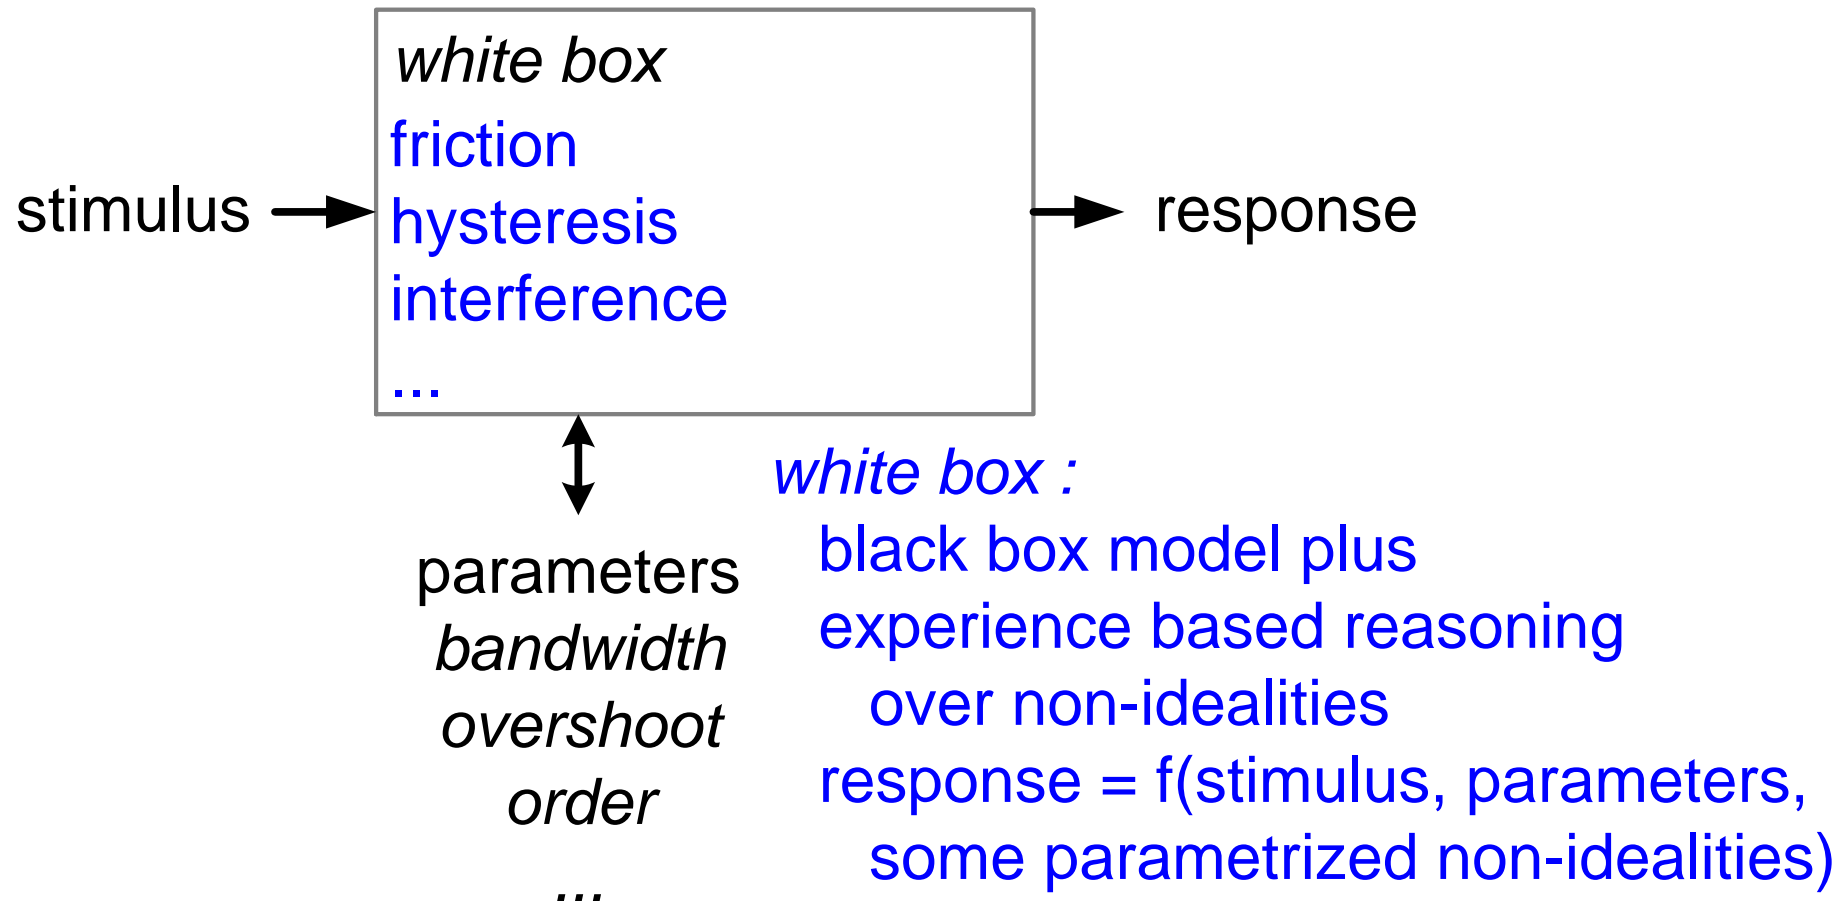 white box
friction
hysteresis
interference
...
stimulus
response
parameters
bandwidth
overshoot
order
...
white box :
black box model plus
experience based reasoning
over non-idealities
response = f(stimulus, parameters,
some parametrized non-idealities)